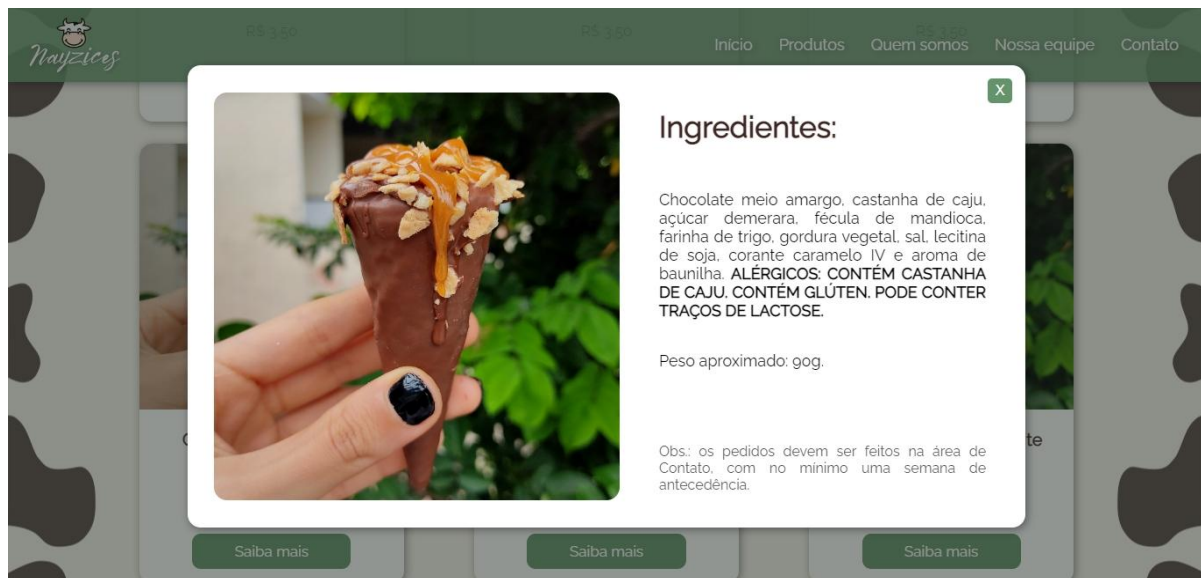 R$ 3,50
R$ 3,50
R$ 3,50
Nayzices
Início Produtos Quem somos Nossa equipe Contato
X
Ingredientes:
Chocolate meio amargo, castanha de caju,
açúcar demerara, fécula de mandioca,
farinha de trigo, gordura vegetal, sal, lecitina
de soja, corante caramelo IV e aroma de
baunilha. ALÉRGICOS: CONTÉM CASTANHA
DE CAJU. CONTÉM GLÚTEN. PODE CONTER
TRAÇOS DE LACTOSE.
Peso aproximado: 90g.
Obs.: os pedidos devem ser feitos na área de
Contato, com no mínimo uma semana de
antecedência.
Saiba mais
Saiba mais
Saiba mais